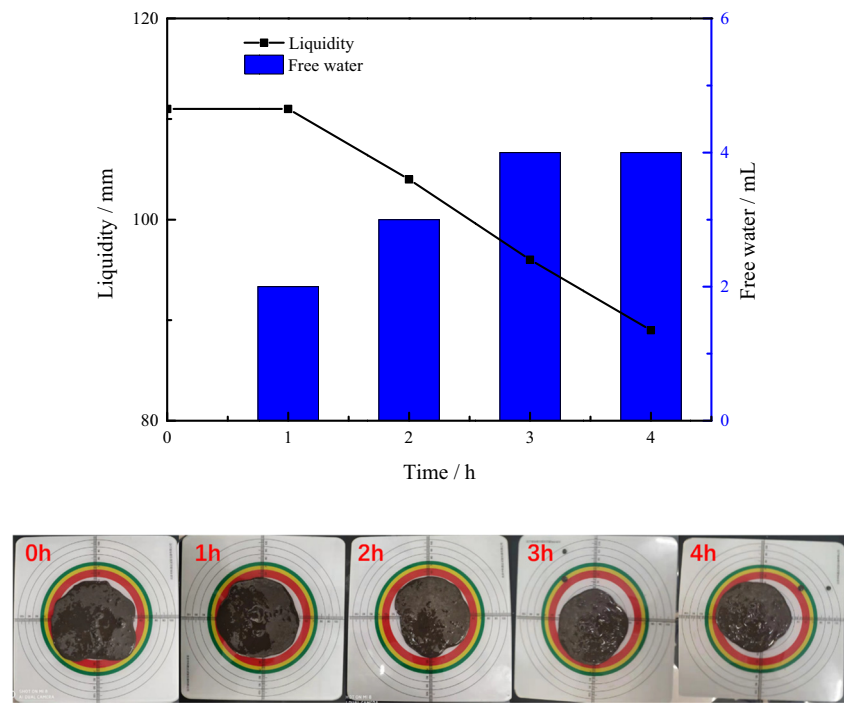 120
100
80
Liquidity / mm
Liquidity
Free water
6
4
2
0
Free water / mL
0 1 2 3 4
Time / h
0h 1h 2h 3h 4h